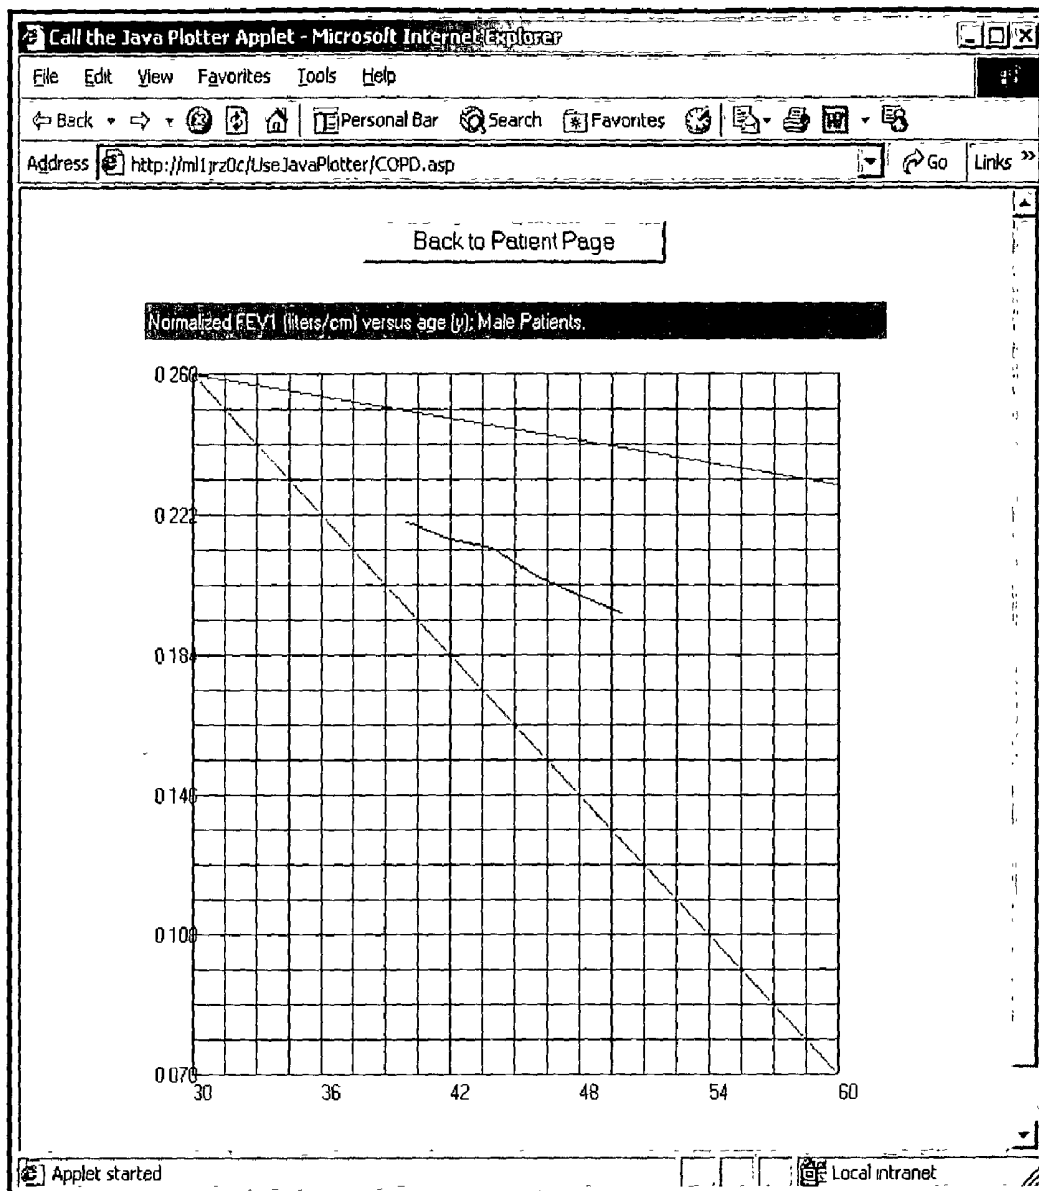 Call the Java Plotter Applet - Microsoft Internet Explorer
File Edit View Favorites Tools Help
Back Personal Bar Search Favorites
Address http://ml1jrz0c/UseJavaPlotter/COPD.asp Go Links »
Back to Patient Page
Normalized FEV1 (liters/cm) versus age (y); Male Patients.
0.260
0.222
0.184
0.146
0.108
0.070
30 36 42 48 54 60
Applet started Local intranet